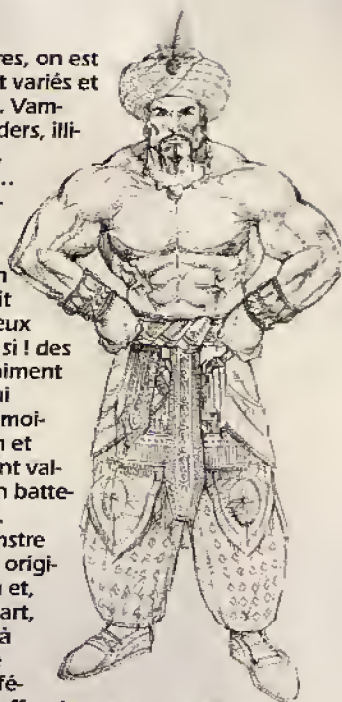 res, on est
t variés et
. Vam-
ders, illi-
.
..
-
n
it
eux
si ! des
aiment
ui
moi-
n et
nt val-
n batte-
.
nstre
origi-
n et,
art,
à
-
fé-